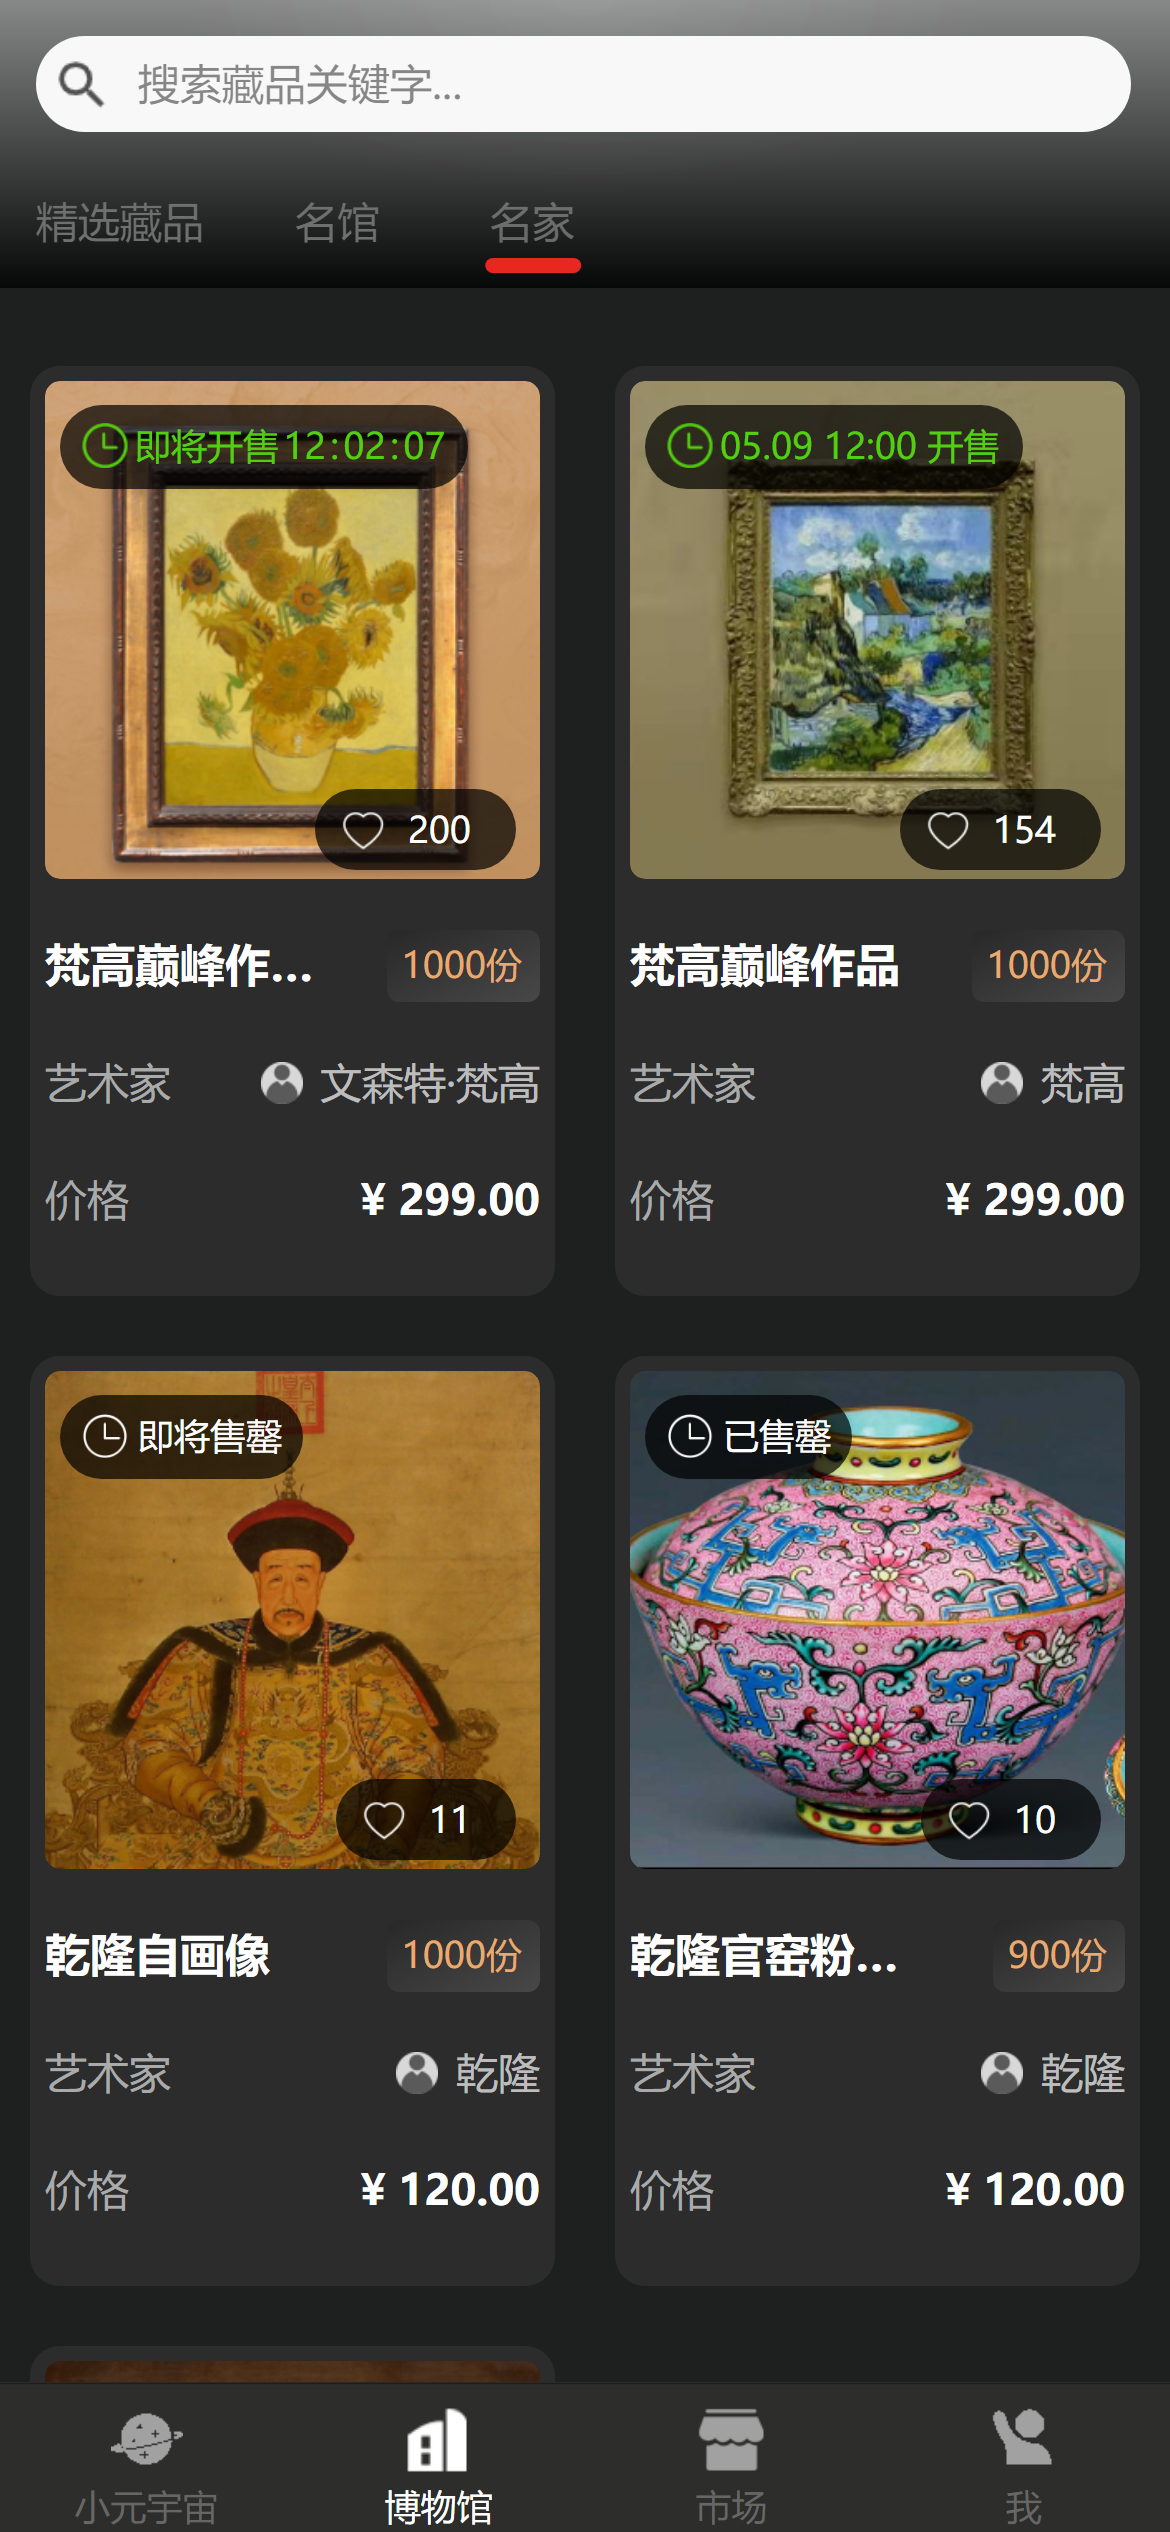 搜索藏品关键字...
精选藏品 名馆 名家
即将开售12:02:07
200
梵高巅峰作... 1000份
艺术家 文森特·梵高
价格 ¥ 299.00
05.09 12:00 开售
154
梵高巅峰作品 1000份
艺术家 梵高
价格 ¥ 299.00
即将售罄
11
乾隆自画像 1000份
艺术家 乾隆
价格 ¥ 120.00
已售罄
10
乾隆官窑粉... 900份
艺术家 乾隆
价格 ¥ 120.00
小元宇宙 博物馆 市场 我